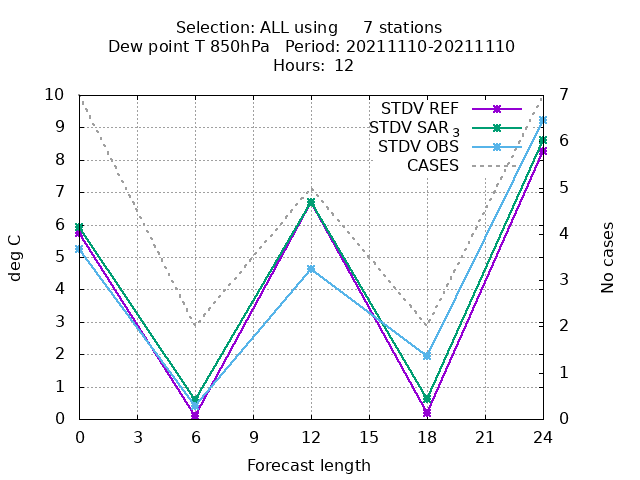 Selection: ALL using     7 stations
Dew point T 850hPa   Period: 20211110-20211110
Hours: 12
STDV REF
STDV SAR3
STDV OBS
CASES
deg C
No cases
10
9
8
7
6
5
4
3
2
1
0
7
6
5
4
3
2
1
0
0 3 6 9 12 15 18 21 24
Forecast length